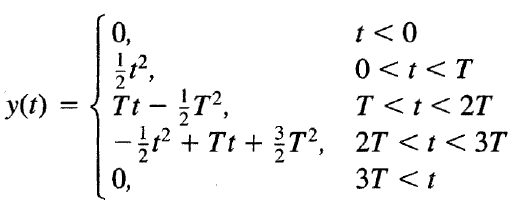 0, t < 0
½t², 0 < t < T
y(t) = { Tt − ½T², T < t < 2T
−½t² + Tt + 3/2T², 2T < t < 3T
0, 3T < t